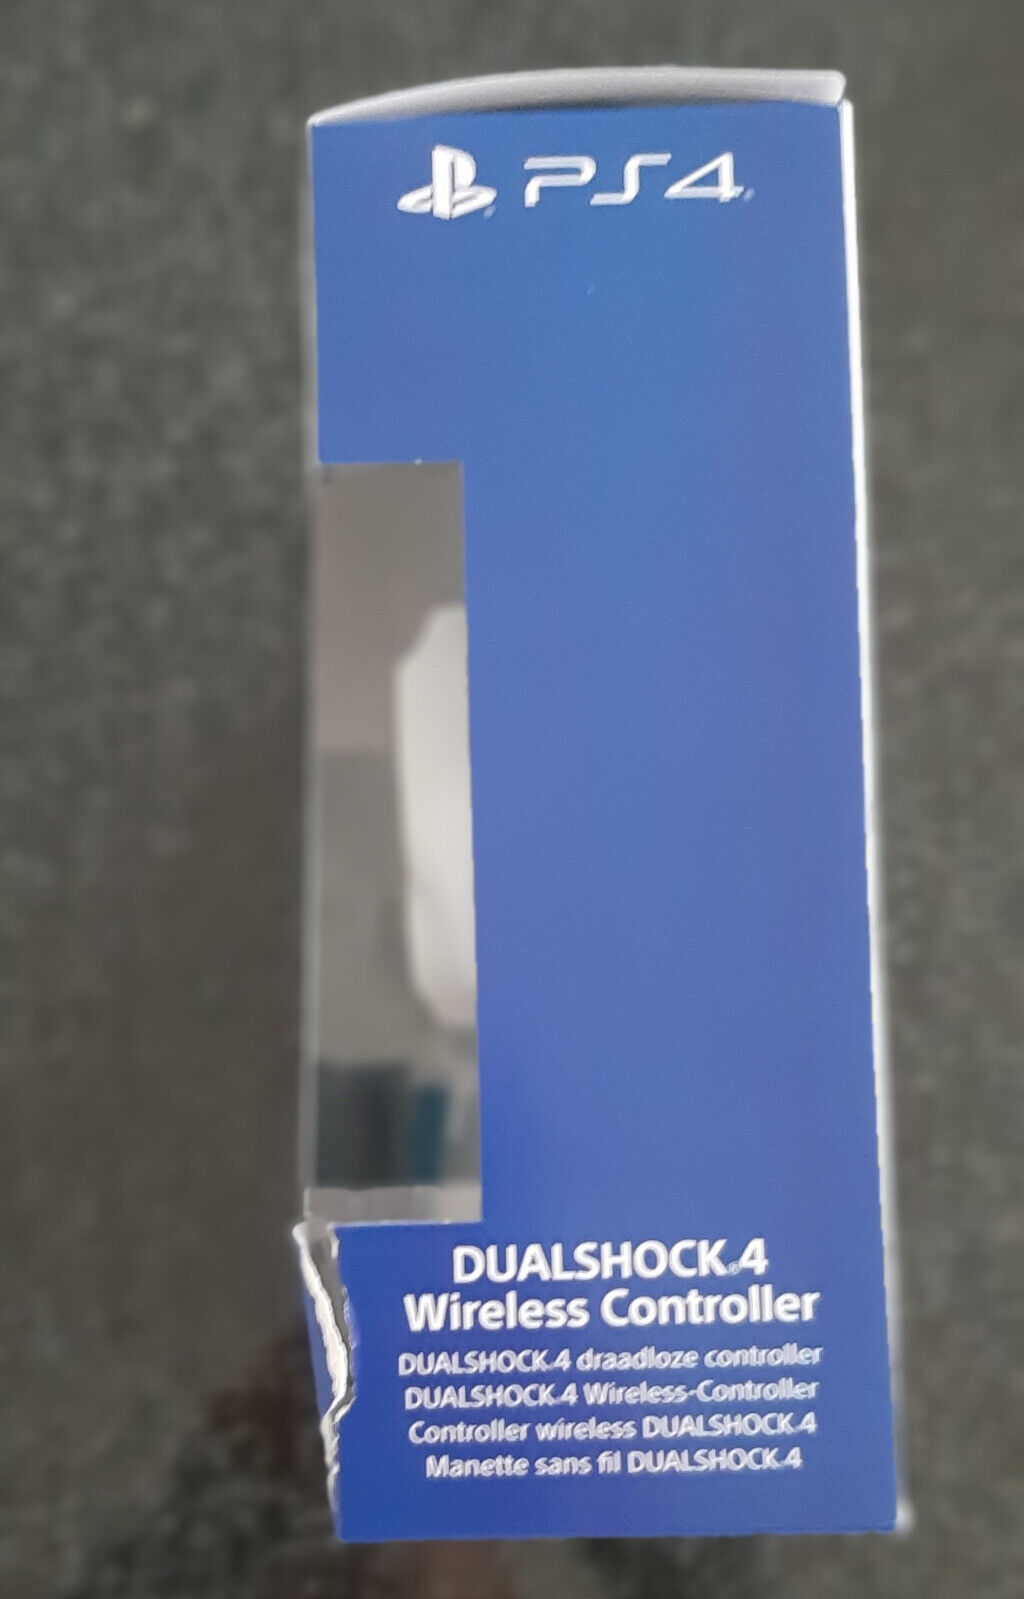 PS4
DUALSHOCK®4
Wireless Controller
DUALSHOCK 4 draadloze controller
DUALSHOCK 4 Wireless-Controller
Controller wireless DUALSHOCK 4
Manette sans fil DUALSHOCK 4